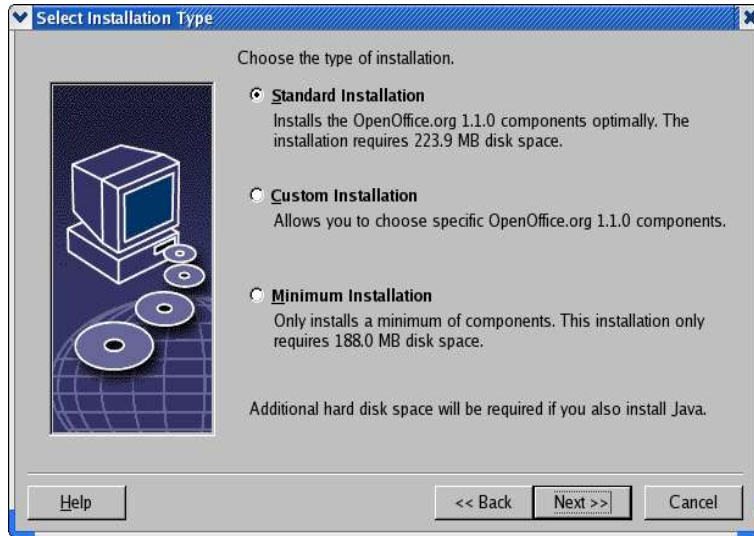 Select Installation Type
Choose the type of installation.
Standard Installation
Installs the OpenOffice.org 1.1.0 components optimally. The
installation requires 223.9 MB disk space.
Custom Installation
Allows you to choose specific OpenOffice.org 1.1.0 components.
Minimum Installation
Only installs a minimum of components. This installation only
requires 188.0 MB disk space.
Additional hard disk space will be required if you also install Java.
Help
<< Back
Next >>
Cancel